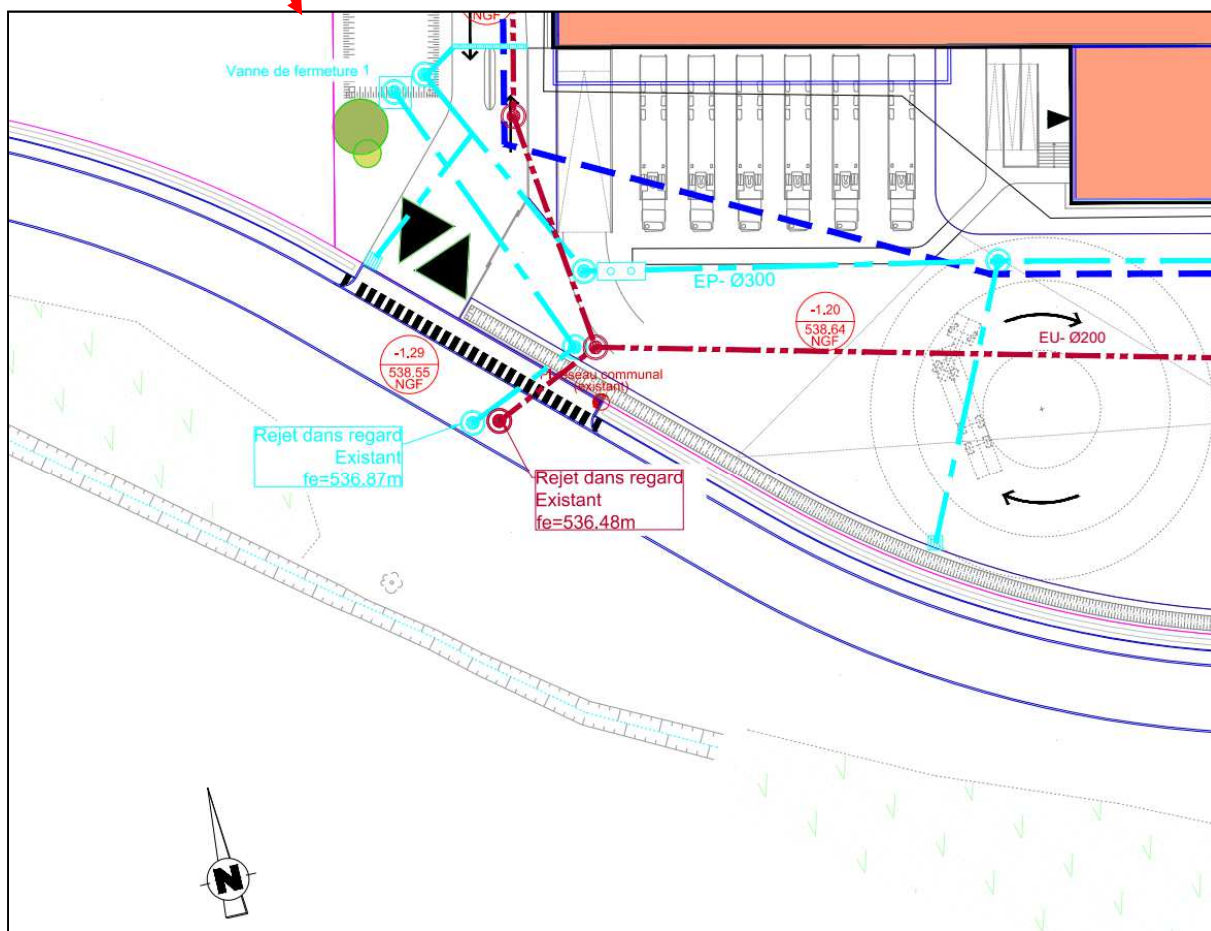 NGF
Vanne de fermeture 1
EP- Ø300
-1.20
538.64
NGF
EU- Ø200
-1.29
538.55
NGF
communal
(existant)
Rejet dans regard
Existant
fe=536.87m
Rejet dans regard
Existant
fe=536.48m
N